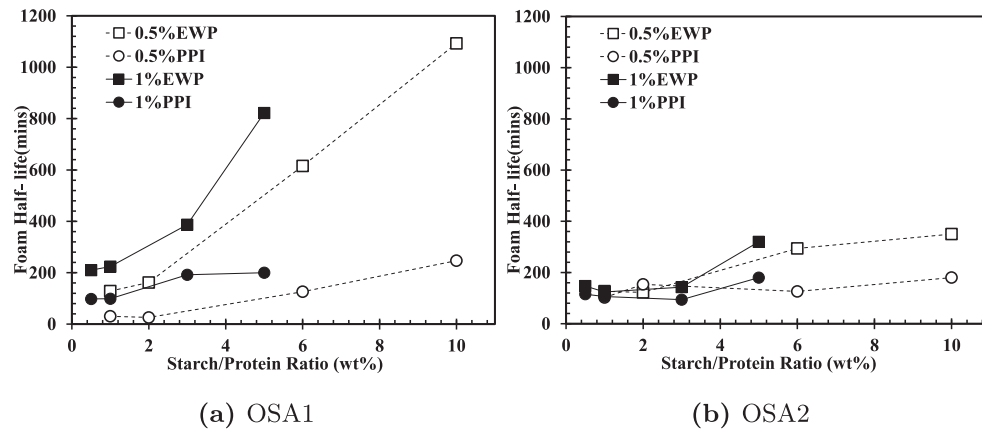 1200
1000
800
600
400
200
0
Foam Half- life(mins)
0.5%EWP
0.5%PPI
1%EWP
1%PPI
0 2 4 6 8 10
Starch/Protein Ratio (wt%)
(a) OSA1
1200
1000
800
600
400
200
0
Foam Half- life(mins)
0.5%EWP
0.5%PPI
1%EWP
1%PPI
0 2 4 6 8 10
Starch/Protein Ratio (wt%)
(b) OSA2